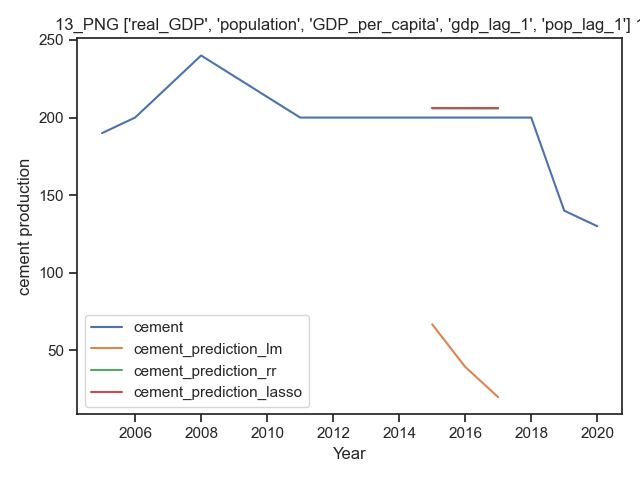 13_PNG ['real_GDP', 'population', 'GDP_per_capita', 'gdp_lag_1', 'pop_lag_1']
250
200
150
100
50
cement production
cement
cement_prediction_lm
cement_prediction_rr
cement_prediction_lasso
2006 2008 2010 2012 2014 2016 2018 2020
Year